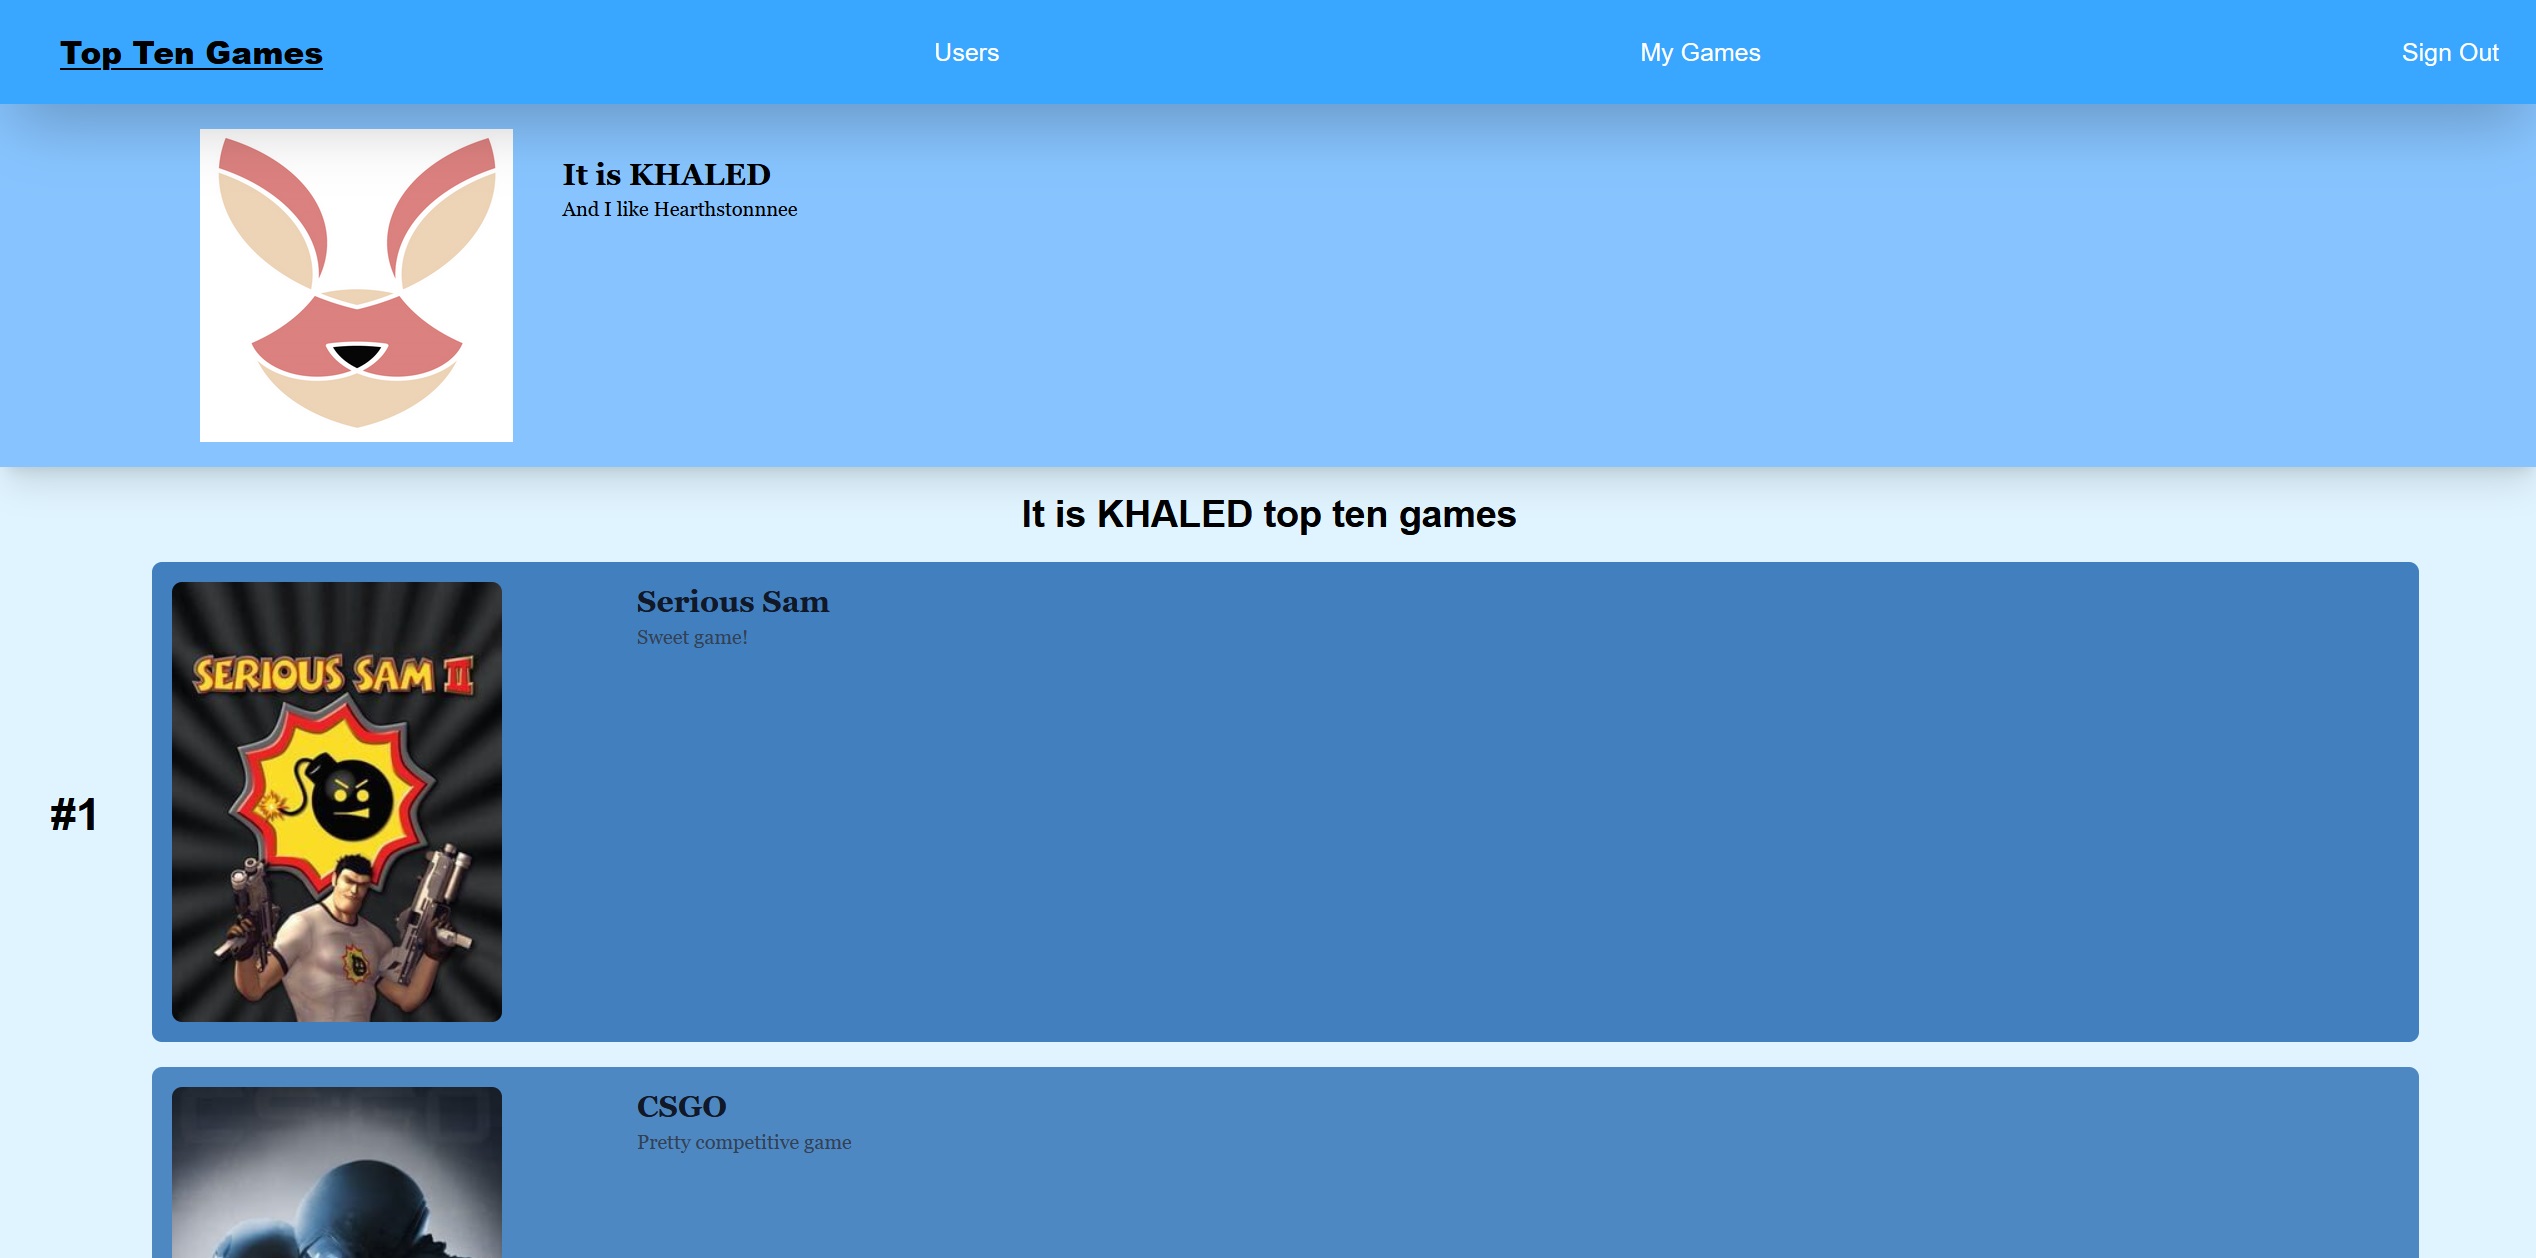 Top Ten Games Users My Games Sign Out
It is KHALED
And I like Hearthstonnnee
It is KHALED top ten games
#1
SERIOUS SAM II
Serious Sam
Sweet game!
CSGO
Pretty competitive game